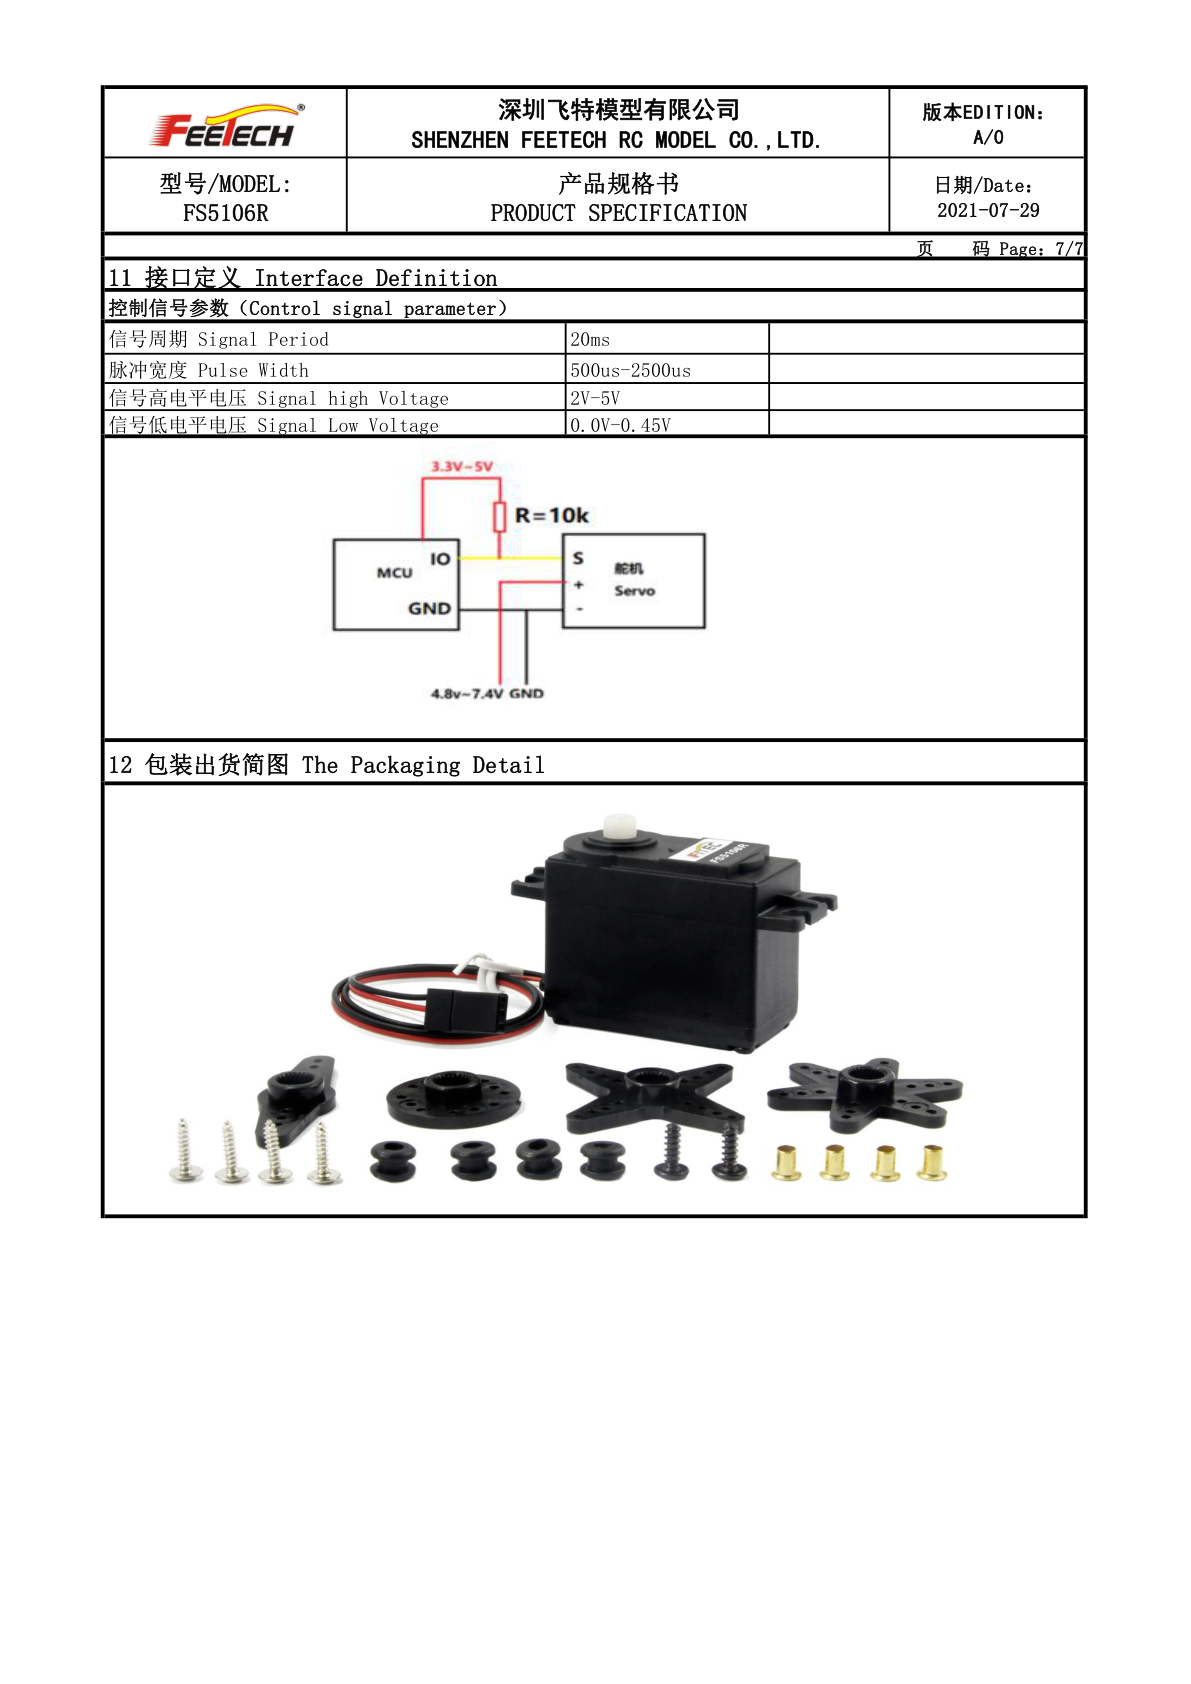 FEETECH®
深圳飞特模型有限公司
SHENZHEN FEETECH RC MODEL CO.,LTD.
版本EDITION:
A/0
型号/MODEL:
FS5106R
产品规格书
PRODUCT SPECIFICATION
日期/Date:
2021-07-29
页 码 Page: 7/7
11 接口定义 Interface Definition
控制信号参数（Control signal parameter）
信号周期 Signal Period 20ms
脉冲宽度 Pulse Width 500us-2500us
信号高电平电压 Signal high Voltage 2V-5V
信号低电平电压 Signal Low Voltage 0.0V-0.45V
3.3V~5V
R=10k
IO
MCU
GND
S
舵机
+
Servo
-
4.8v~7.4V GND
12 包装出货简图 The Packaging Detail
FITEC
FS5106R